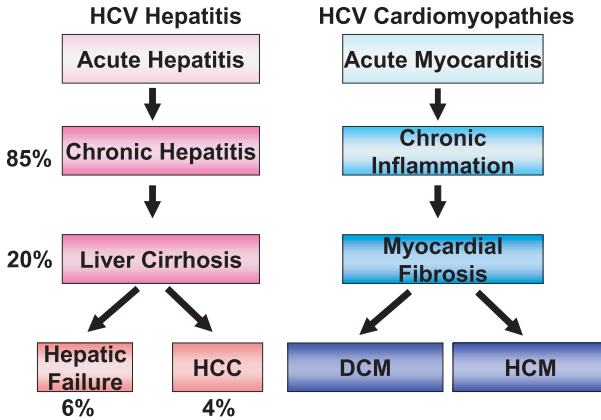 HCV Hepatitis
Acute Hepatitis
85%
Chronic Hepatitis
20%
Liver Cirrhosis
Hepatic
Failure
6%
HCC
4%
HCV Cardiomyopathies
Acute Myocarditis
Chronic
Inflammation
Myocardial
Fibrosis
DCM
HCM